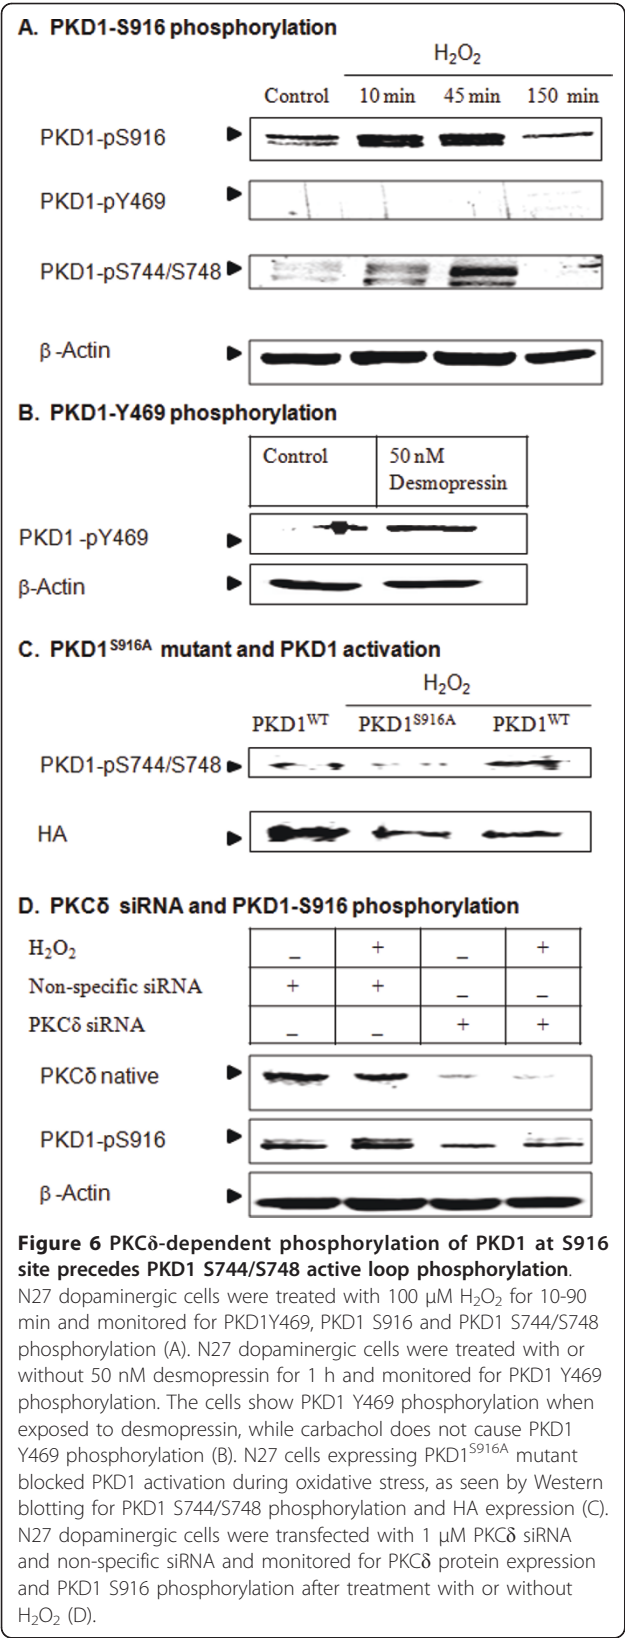 A. PKD1-S916 phosphorylation
H₂O₂
Control 10 min 45 min 150 min
PKD1-pS916
PKD1-pY469
PKD1-pS744/S748
β -Actin
B. PKD1-Y469 phosphorylation
Control 50 nM
Desmopressin
PKD1 -pY469
β-Actin
C. PKD1ˢ⁹¹⁶ᴬ mutant and PKD1 activation
H₂O₂
PKD1ᵂᵀ PKD1ˢ⁹¹⁶ᴬ PKD1ᵂᵀ
PKD1-pS744/S748
HA
D. PKCδ siRNA and PKD1-S916 phosphorylation
H₂O₂ – + – +
Non-specific siRNA + + – –
PKCδ siRNA – – + +
PKCδ native
PKD1-pS916
β -Actin
Figure 6 PKCδ-dependent phosphorylation of PKD1 at S916
site precedes PKD1 S744/S748 active loop phosphorylation.
N27 dopaminergic cells were treated with 100 μM H₂O₂ for 10-90
min and monitored for PKD1Y469, PKD1 S916 and PKD1 S744/S748
phosphorylation (A). N27 dopaminergic cells were treated with or
without 50 nM desmopressin for 1 h and monitored for PKD1 Y469
phosphorylation. The cells show PKD1 Y469 phosphorylation when
exposed to desmopressin, while carbachol does not cause PKD1
Y469 phosphorylation (B). N27 cells expressing PKD1ˢ⁹¹⁶ᴬ mutant
blocked PKD1 activation during oxidative stress, as seen by Western
blotting for PKD1 S744/S748 phosphorylation and HA expression (C).
N27 dopaminergic cells were transfected with 1 μM PKCδ siRNA
and non-specific siRNA and monitored for PKCδ protein expression
and PKD1 S916 phosphorylation after treatment with or without
H₂O₂ (D).